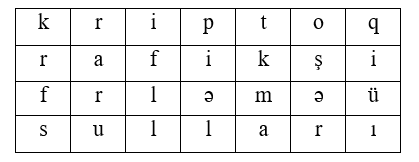 k r i p t o q
r a f i k ş i
f r l ə m ə ü
s u l l a r ı